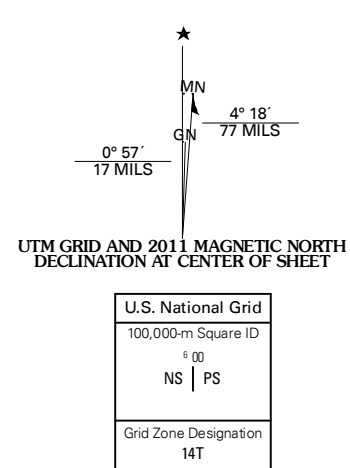 ★
MN
4° 18´
77 MILS
GN
0° 57´
17 MILS
UTM GRID AND 2011 MAGNETIC NORTH
DECLINATION AT CENTER OF SHEET
U.S. National Grid
100,000-m Square ID
6 00
NS PS
Grid Zone Designation
14T